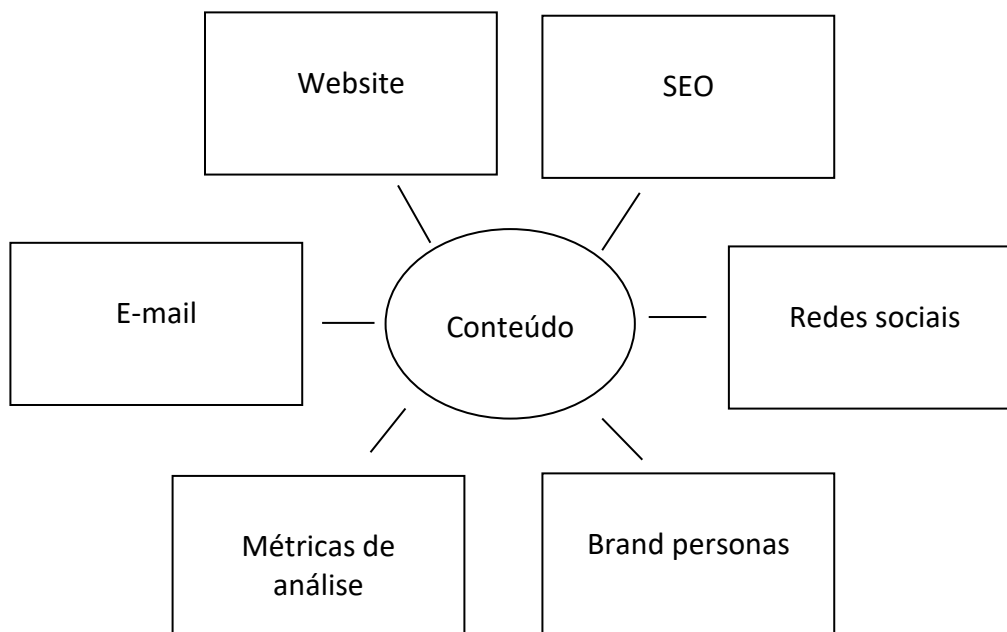 Website
SEO
E-mail
Conteúdo
Redes sociais
Métricas de
análise
Brand personas